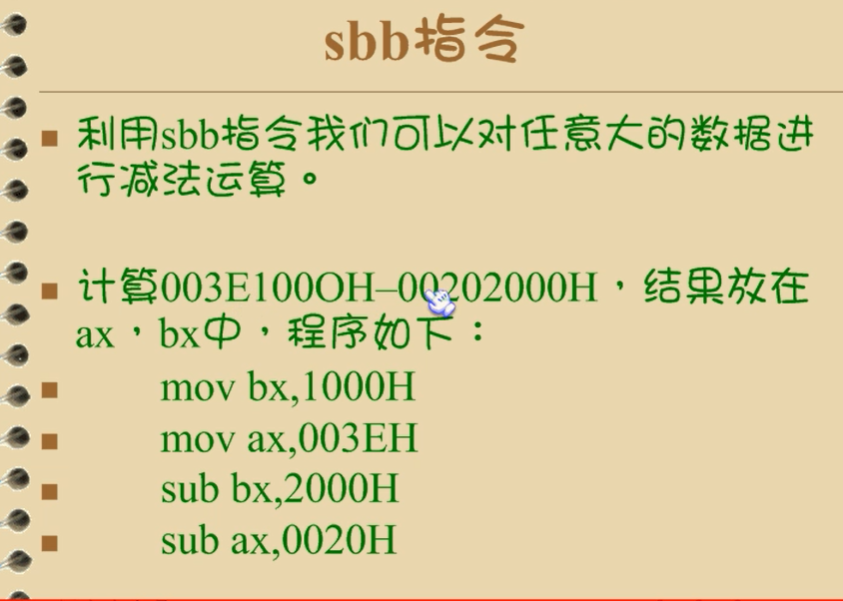 sbb指令
利用sbb指令我们可以对任意大的数据进
行减法运算。
计算003E100OH–00202000H，结果放在
ax，bx中，程序如下：
mov bx,1000H
mov ax,003EH
sub bx,2000H
sub ax,0020H